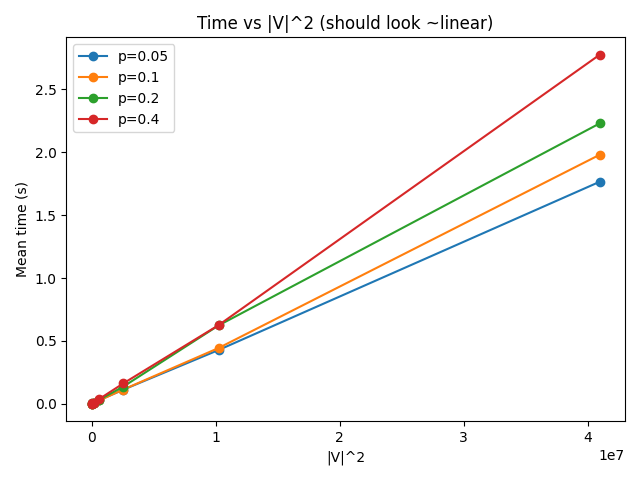 Time vs |V|^2 (should look ~linear)
p=0.05
p=0.1
p=0.2
p=0.4
Mean time (s)
2.5
2.0
1.5
1.0
0.5
0.0
0
1
2
3
4
1e7
|V|^2